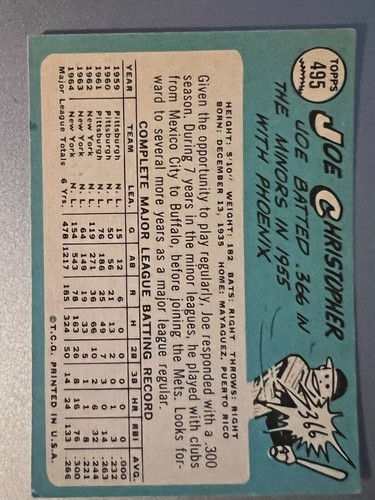 TOPPS
495
JOE CHRISTOPHER
JOE BATTED .366 IN
THE MINORS IN 1955
WITH PHOENIX
.366
HEIGHT: 5'10" WEIGHT: 182 BATS: RIGHT THROWS: RIGHT
BORN: DECEMBER 13, 1935 HOME: MAYAGUEZ, PUERTO RICO
Given the opportunity to play regularly, Joe responded with a .300
season. During 7 years in the minor leagues, he played with clubs
from Mexico City to Buffalo, before joining the Mets. Looks for-
ward to several more years as a major league regular.
COMPLETE MAJOR LEAGUE BATTING RECORD
YEAR TEAM LEA. G AB R H 2B 3B HR RBI AVG.
1959 Pittsburgh N. L. 15 12 6 0 0 0 0 0 .000
1960 Pittsburgh N. L. 50 56 21 13 2 0 1 3 .232
1961 Pittsburgh N. L. 76 186 25 49 7 3 0 14 .263
1962 New York N. L. 119 271 36 66 10 2 6 32 .244
1963 New York N. L. 64 149 19 33 5 1 1 8 .221
1964 New York N. L. 154 543 78 163 26 8 16 76 .300
Major League Totals 6 Yrs. 478 1217 185 324 50 14 24 133 .266
© T.C.G. PRINTED IN U.S.A.